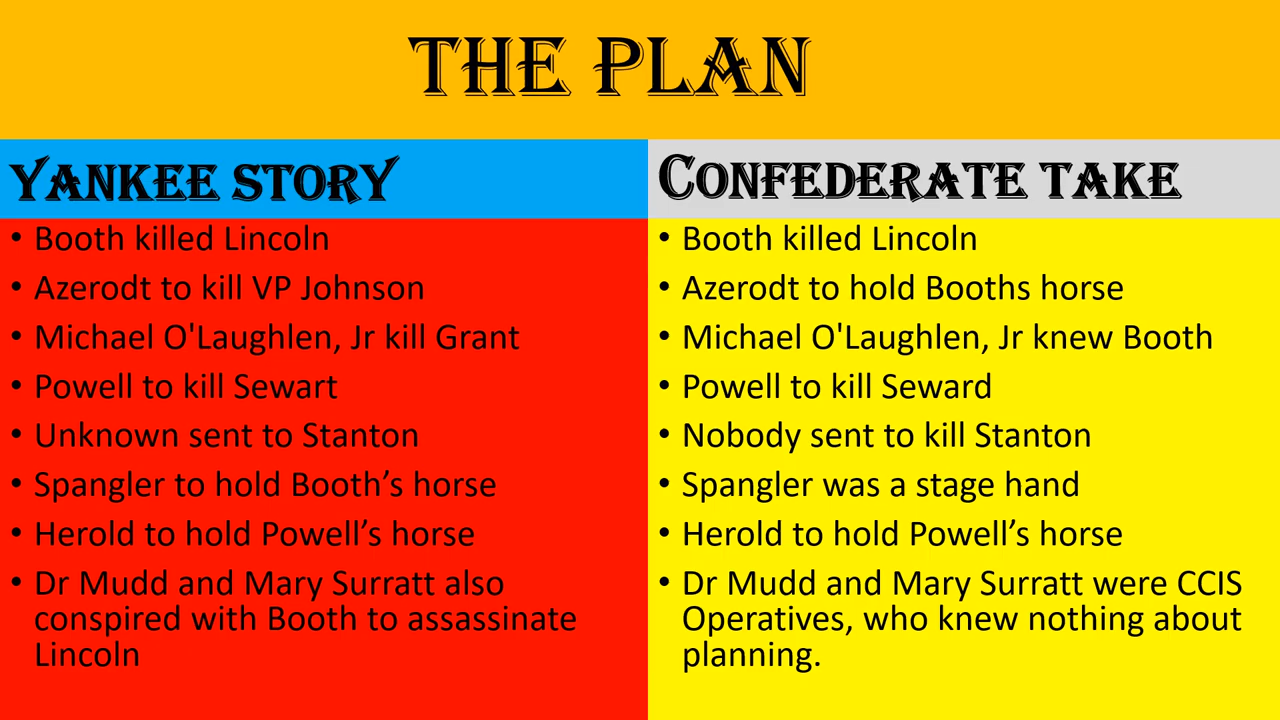 THE PLAN
YANKEE STORY
• Booth killed Lincoln
• Azerodt to kill VP Johnson
• Michael O'Laughlen, Jr kill Grant
• Powell to kill Sewart
• Unknown sent to Stanton
• Spangler to hold Booth’s horse
• Herold to hold Powell’s horse
• Dr Mudd and Mary Surratt also
conspired with Booth to assassinate
Lincoln
CONFEDERATE TAKE
• Booth killed Lincoln
• Azerodt to hold Booths horse
• Michael O'Laughlen, Jr knew Booth
• Powell to kill Seward
• Nobody sent to kill Stanton
• Spangler was a stage hand
• Herold to hold Powell’s horse
• Dr Mudd and Mary Surratt were CCIS
Operatives, who knew nothing about
planning.